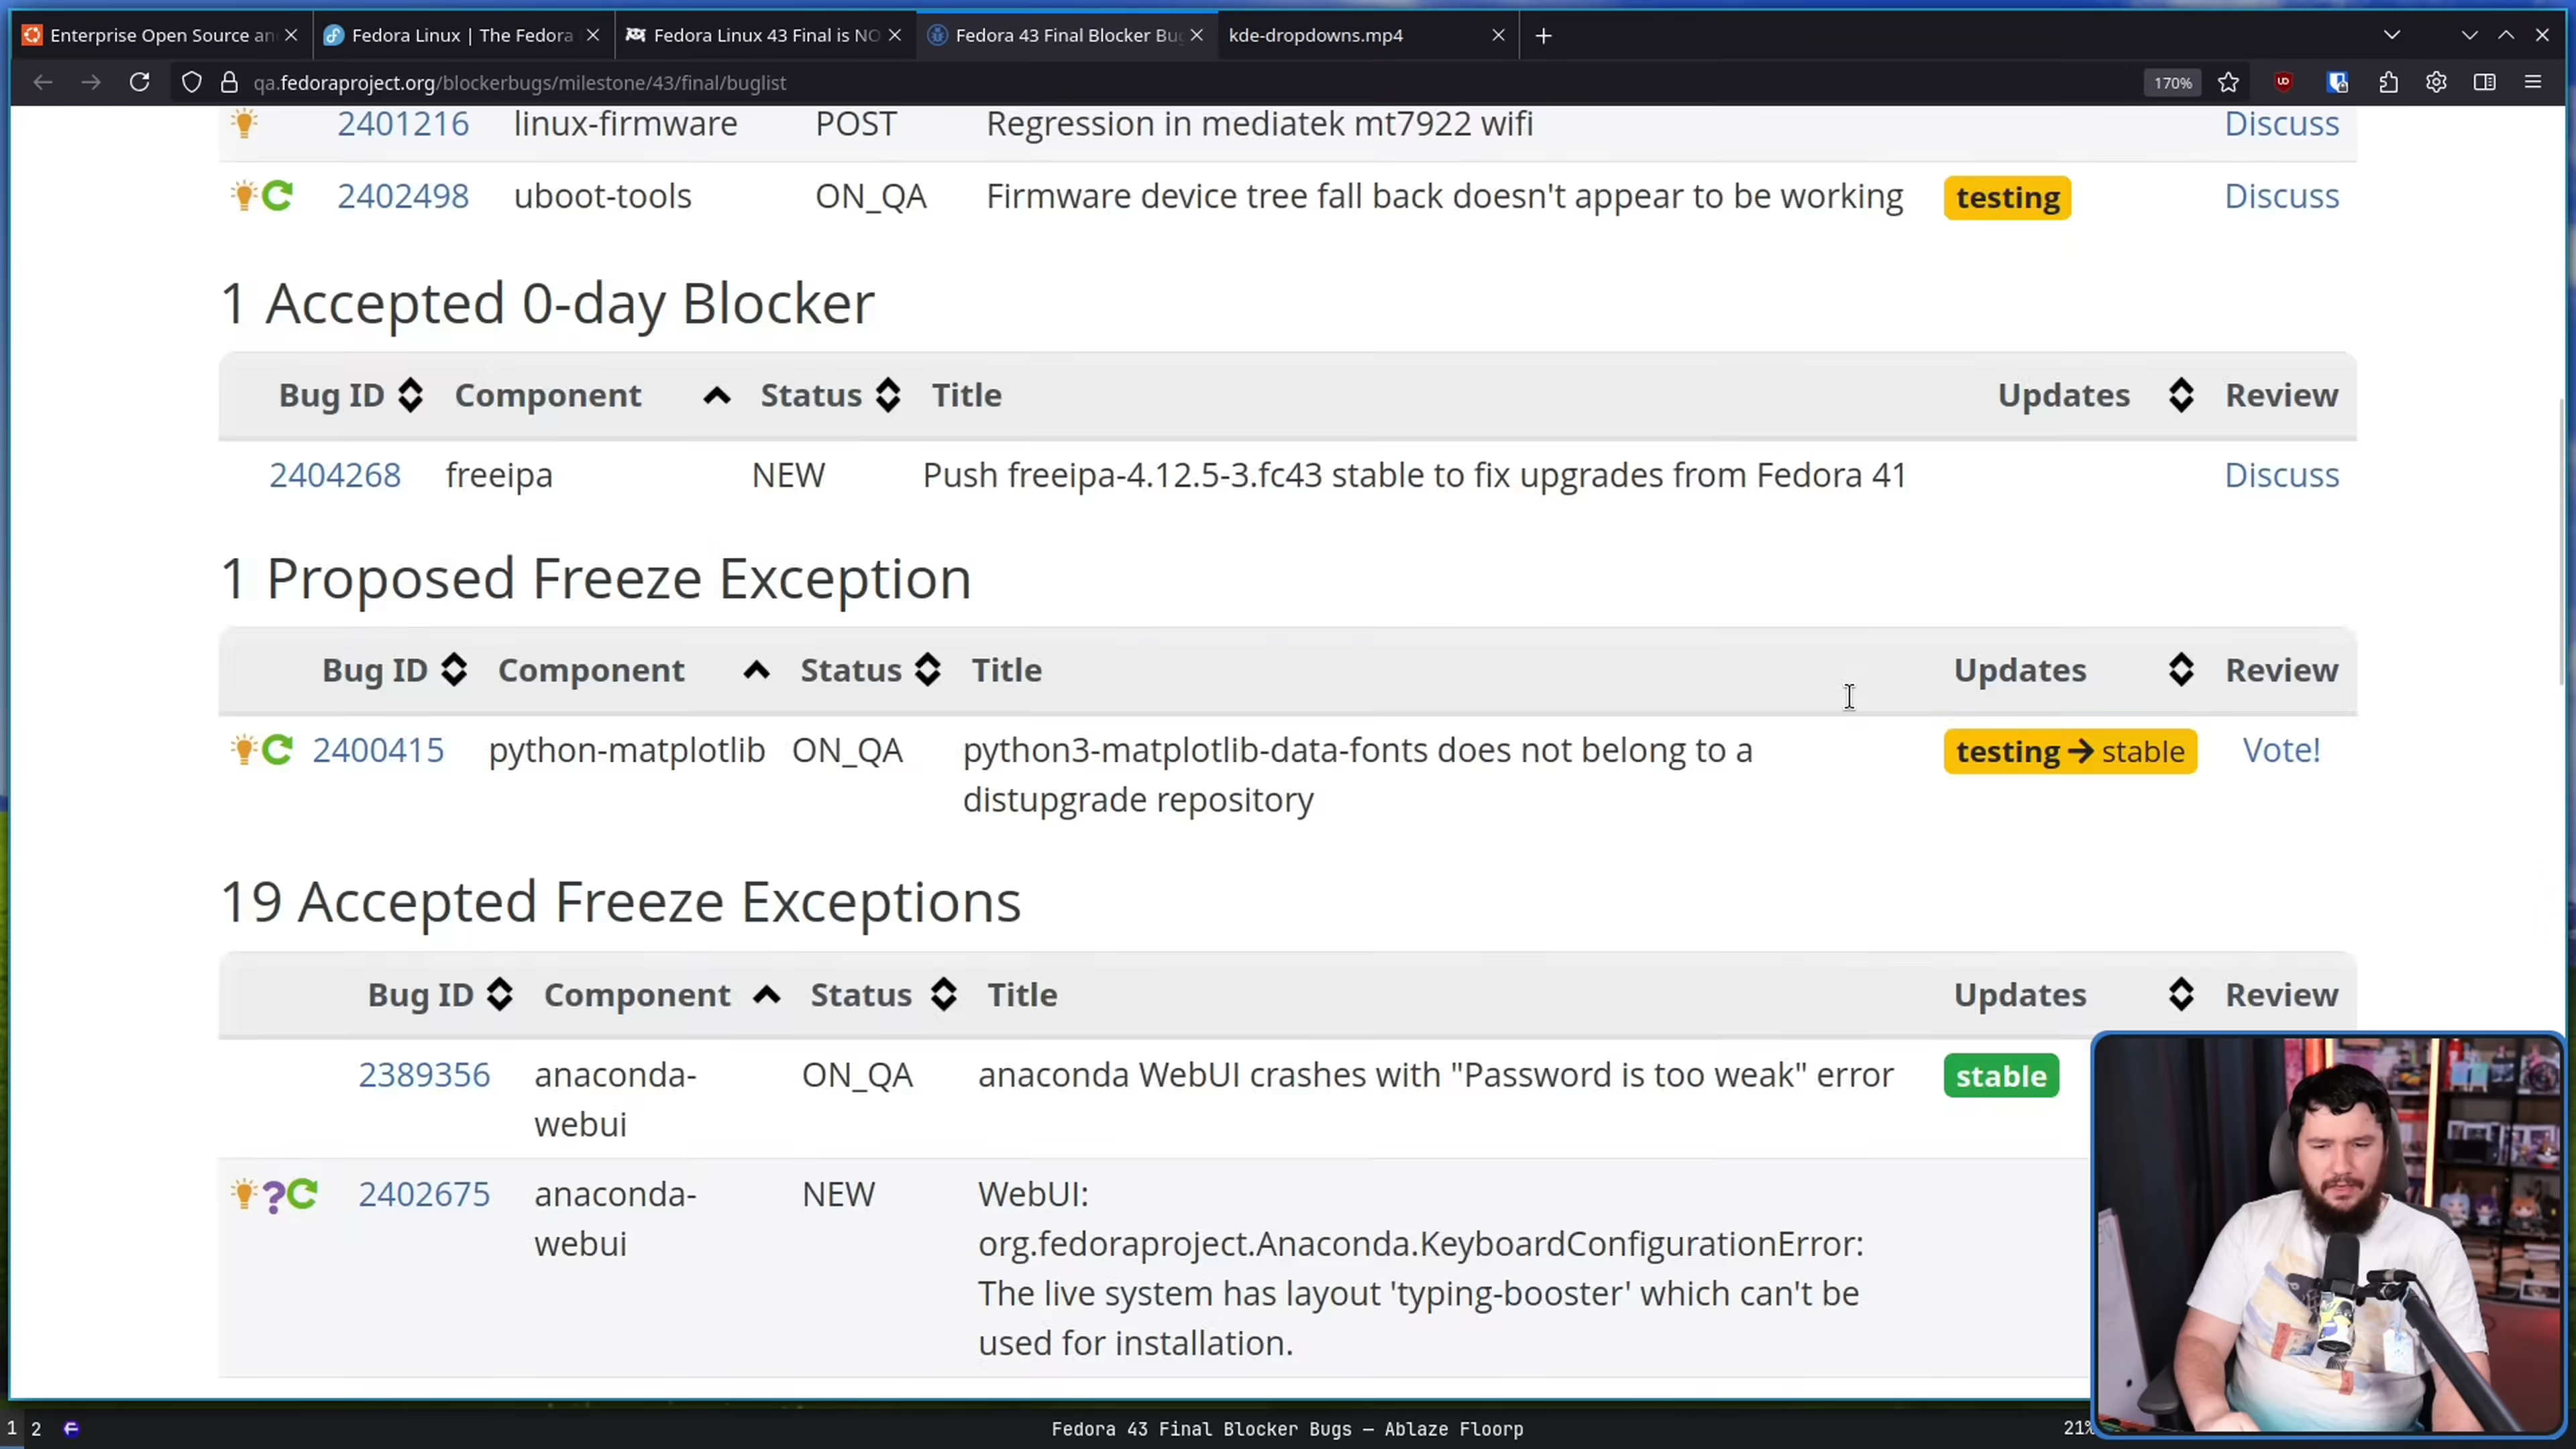 Enterprise Open Source an
Fedora Linux | The Fedora
Fedora Linux 43 Final is NO
Fedora 43 Final Blocker Bug
kde-dropdowns.mp4
qa.fedoraproject.org/blockerbugs/milestone/43/final/buglist
170%
2401216 linux-firmware POST Regression in mediatek mt7922 wifi Discuss
2402498 uboot-tools ON_QA Firmware device tree fall back doesn't appear to be working testing Discuss
1 Accepted 0-day Blocker
Bug ID Component Status Title Updates Review
2404268 freeipa NEW Push freeipa-4.12.5-3.fc43 stable to fix upgrades from Fedora 41 Discuss
1 Proposed Freeze Exception
Bug ID Component Status Title Updates Review
2400415 python-matplotlib ON_QA python3-matplotlib-data-fonts does not belong to a testing → stable Vote!
distupgrade repository
19 Accepted Freeze Exceptions
Bug ID Component Status Title Updates Review
2389356 anaconda- ON_QA anaconda WebUI crashes with "Password is too weak" error stable
webui
2402675 anaconda- NEW WebUI:
webui org.fedoraproject.Anaconda.KeyboardConfigurationError:
The live system has layout 'typing-booster' which can't be
used for installation.
1 2 Fedora 43 Final Blocker Bugs — Ablaze Floorp 21%